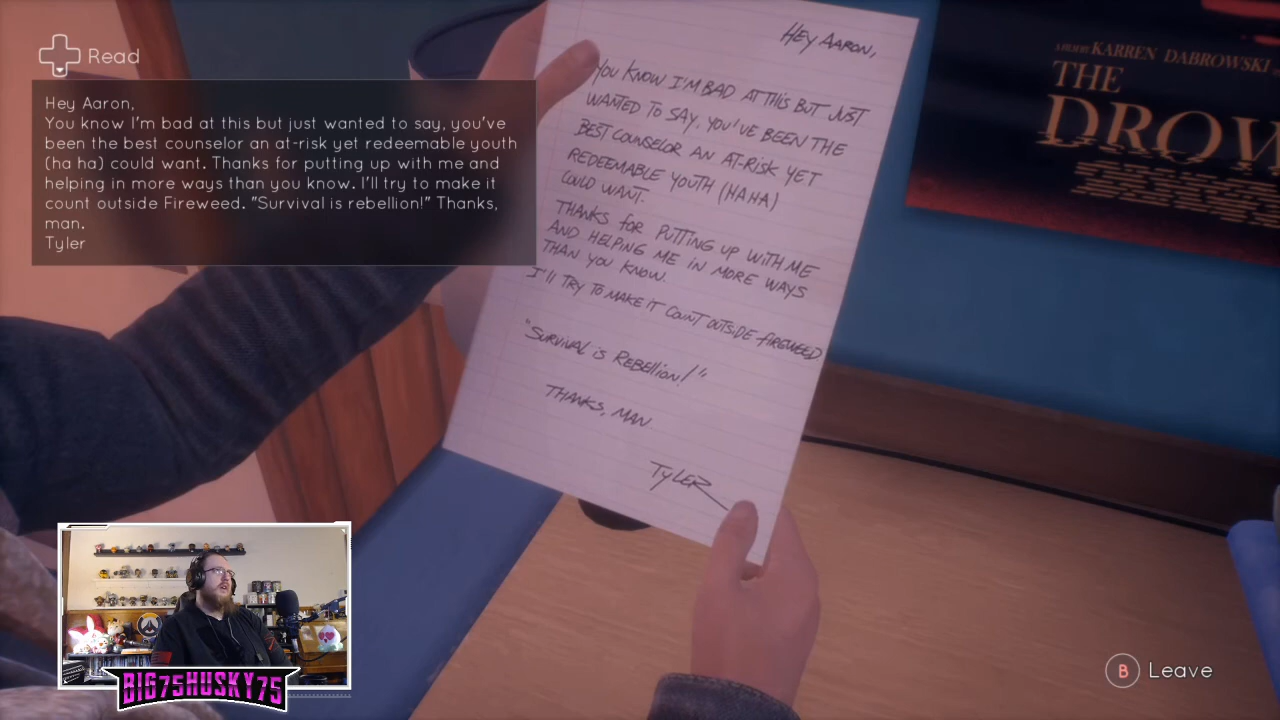 Read
Hey Aaron,
You know I'm bad at this but just wanted to say, you've
been the best counselor an at-risk yet redeemable youth
(ha ha) could want. Thanks for putting up with me and
helping in more ways than you know. I'll try to make it
count outside Fireweed. "Survival is rebellion!" Thanks,
man.
Tyler
HEY AARON,
YOU KNOW I'M BAD AT THIS BUT JUST
WANTED TO SAY, YOU'VE BEEN THE
BEST COUNSELOR AN AT-RISK YET
REDEEMABLE YOUTH (HA HA)
COULD WANT.
THANKS FOR PUTTING UP WITH ME
AND HELPING ME IN MORE WAYS
THAN YOU KNOW.
I'LL TRY TO MAKE IT COUNT OUTSIDE FIREWEED.
"SURVIVAL IS REBELLION!"
THANKS, MAN
TYLER
KARREN DABROWSKI
THE
DROW
BIG75HUSKY75
B Leave